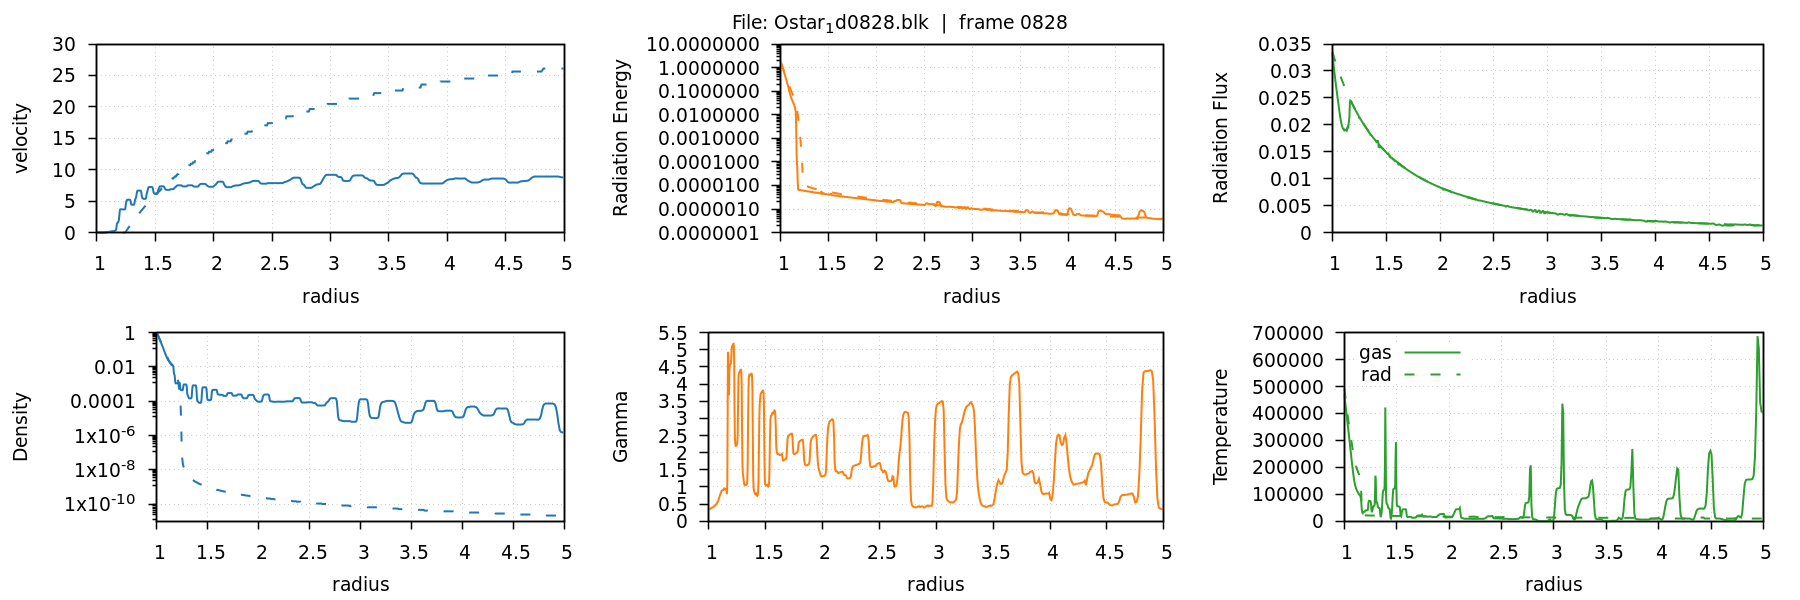 File: Ostar1d0828.blk | frame 0828
velocity
30
25
20
15
10
5
0
1 1.5 2 2.5 3 3.5 4 4.5 5
radius
Radiation Energy
10.0000000
1.0000000
0.1000000
0.0100000
0.0010000
0.0001000
0.0000100
0.0000010
0.0000001
1 1.5 2 2.5 3 3.5 4 4.5 5
radius
Radiation Flux
0.035
0.03
0.025
0.02
0.015
0.01
0.005
0
1 1.5 2 2.5 3 3.5 4 4.5 5
radius
Density
1
0.01
0.0001
1x10-6
1x10-8
1x10-10
1 1.5 2 2.5 3 3.5 4 4.5 5
radius
Gamma
5.5
5
4.5
4
3.5
3
2.5
2
1.5
1
0.5
0
1 1.5 2 2.5 3 3.5 4 4.5 5
radius
Temperature
700000
600000
500000
400000
300000
200000
100000
0
gas
rad
1 1.5 2 2.5 3 3.5 4 4.5 5
radius